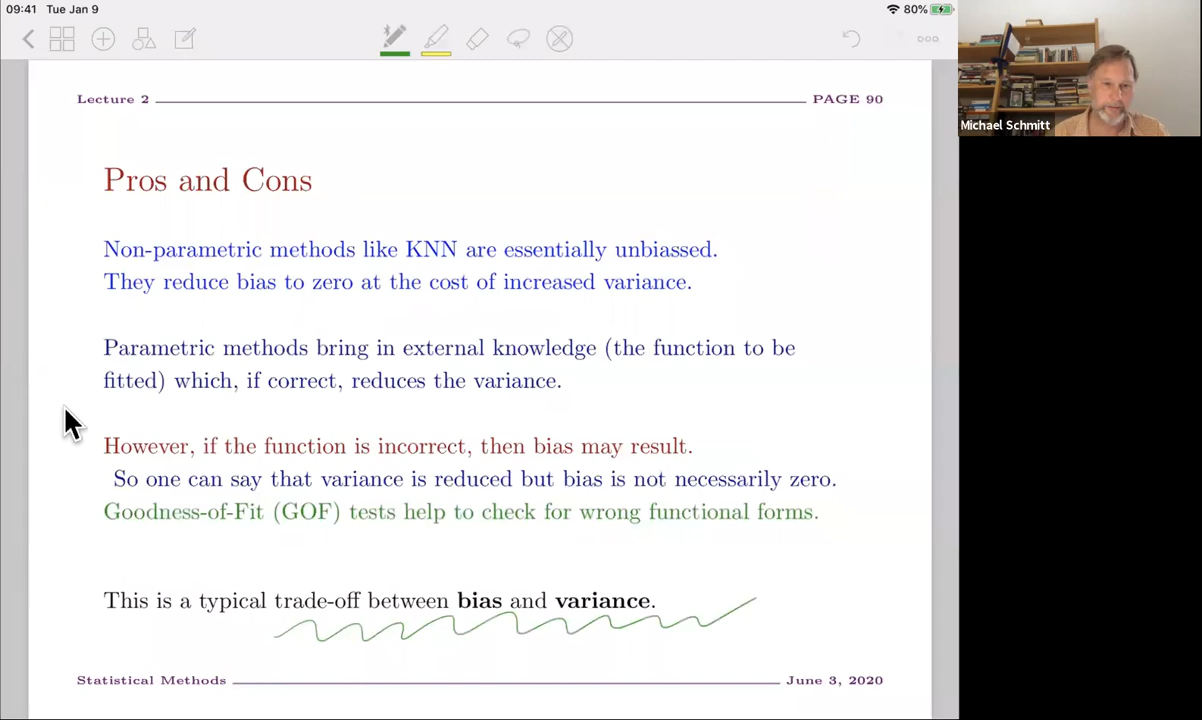 09:41 Tue Jan 9 80%
Lecture 2 PAGE 90
Michael Schmitt
Pros and Cons
Non-parametric methods like KNN are essentially unbiassed.
They reduce bias to zero at the cost of increased variance.
Parametric methods bring in external knowledge (the function to be
fitted) which, if correct, reduces the variance.
However, if the function is incorrect, then bias may result.
So one can say that variance is reduced but bias is not necessarily zero.
Goodness-of-Fit (GOF) tests help to check for wrong functional forms.
This is a typical trade-off between bias and variance.
Statistical Methods June 3, 2020